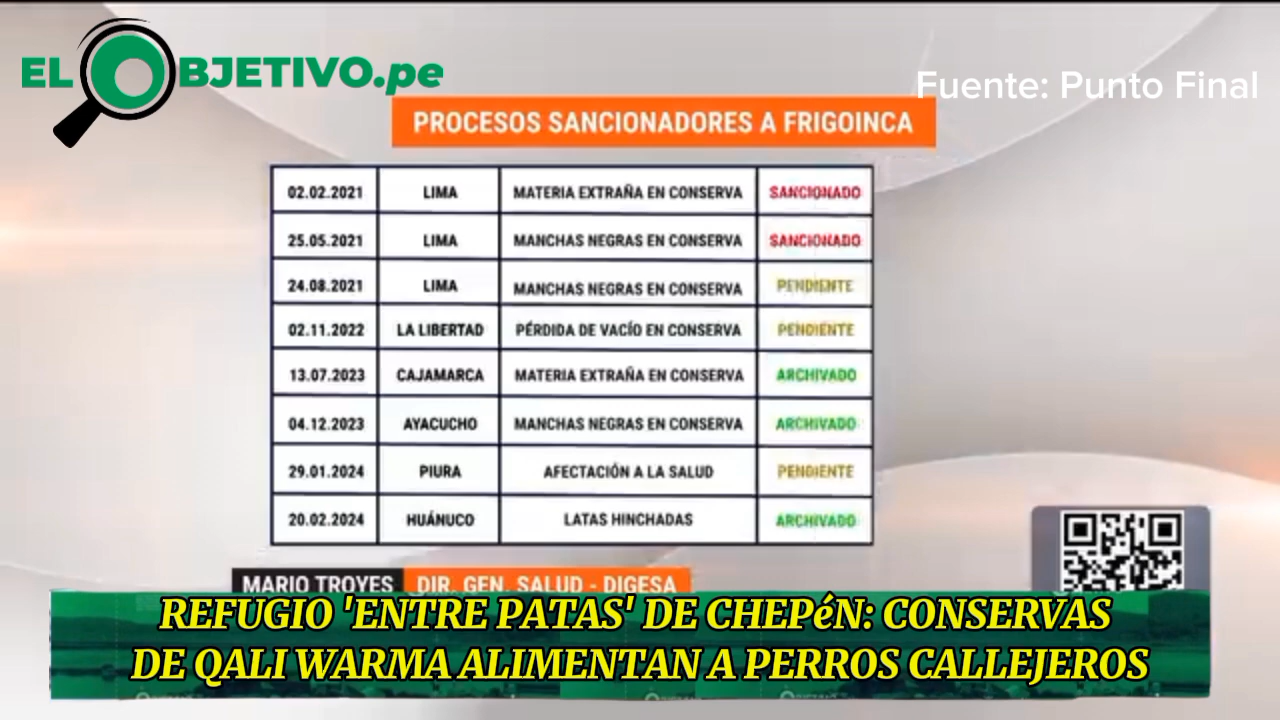 EL OBJETIVO.pe
Fuente: Punto Final
PROCESOS SANCIONADORES A FRIGOINCA
02.02.2021 LIMA MATERIA EXTRAÑA EN CONSERVA SANCIONADO
25.05.2021 LIMA MANCHAS NEGRAS EN CONSERVA SANCIONADO
24.08.2021 LIMA MANCHAS NEGRAS EN CONSERVA PENDIENTE
02.11.2022 LA LIBERTAD PÉRDIDA DE VACÍO EN CONSERVA PENDIENTE
13.07.2023 CAJAMARCA MATERIA EXTRAÑA EN CONSERVA ARCHIVADO
04.12.2023 AYACUCHO MANCHAS NEGRAS EN CONSERVA ARCHIVADO
29.01.2024 PIURA AFECTACIÓN A LA SALUD PENDIENTE
20.02.2024 HUÁNUCO LATAS HINCHADAS ARCHIVADO
MARIO TROYES DIR. GEN. SALUD - DIGESA
REFUGIO 'ENTRE PATAS' DE CHEPéN: CONSERVAS
DE QALI WARMA ALIMENTAN A PERROS CALLEJEROS